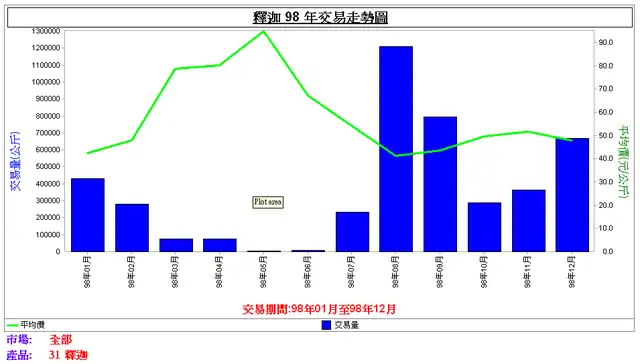 釋迦 98 年交易走勢圖
1300000
1200000
1100000
1000000
900000
800000
700000
600000
500000
400000
300000
200000
100000
0
交易量(公斤)
90.0
80.0
70.0
60.0
50.0
40.0
30.0
20.0
10.0
0.0
平均價(元/公斤)
Plot area
98年01月
98年02月
98年03月
98年04月
98年05月
98年06月
98年07月
98年08月
98年09月
98年10月
98年11月
98年12月
交易期間:98年01月至98年12月
平均價
交易量
市場: 全部
產品: 31 釋迦